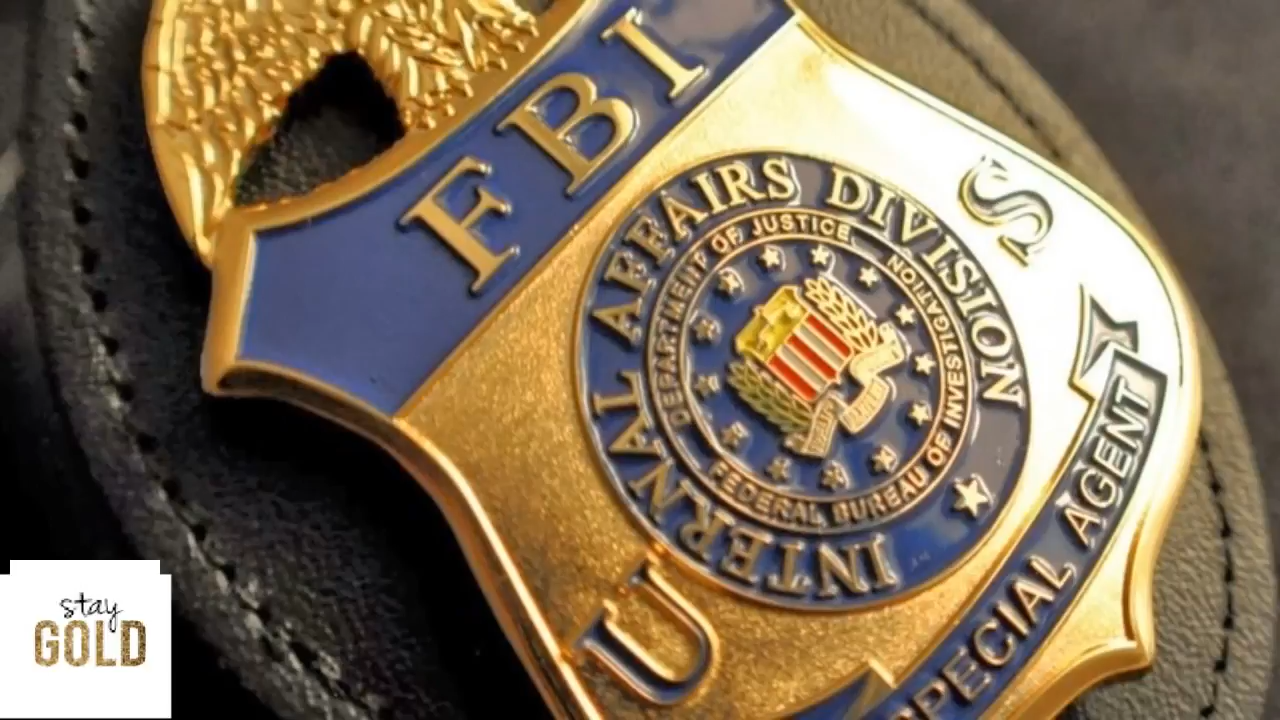 FBI
U S
INTERNAL AFFAIRS DIVISION
DEPARTMENT OF JUSTICE
FEDERAL BUREAU OF INVESTIGATION
SPECIAL AGENT
stay
GOLD